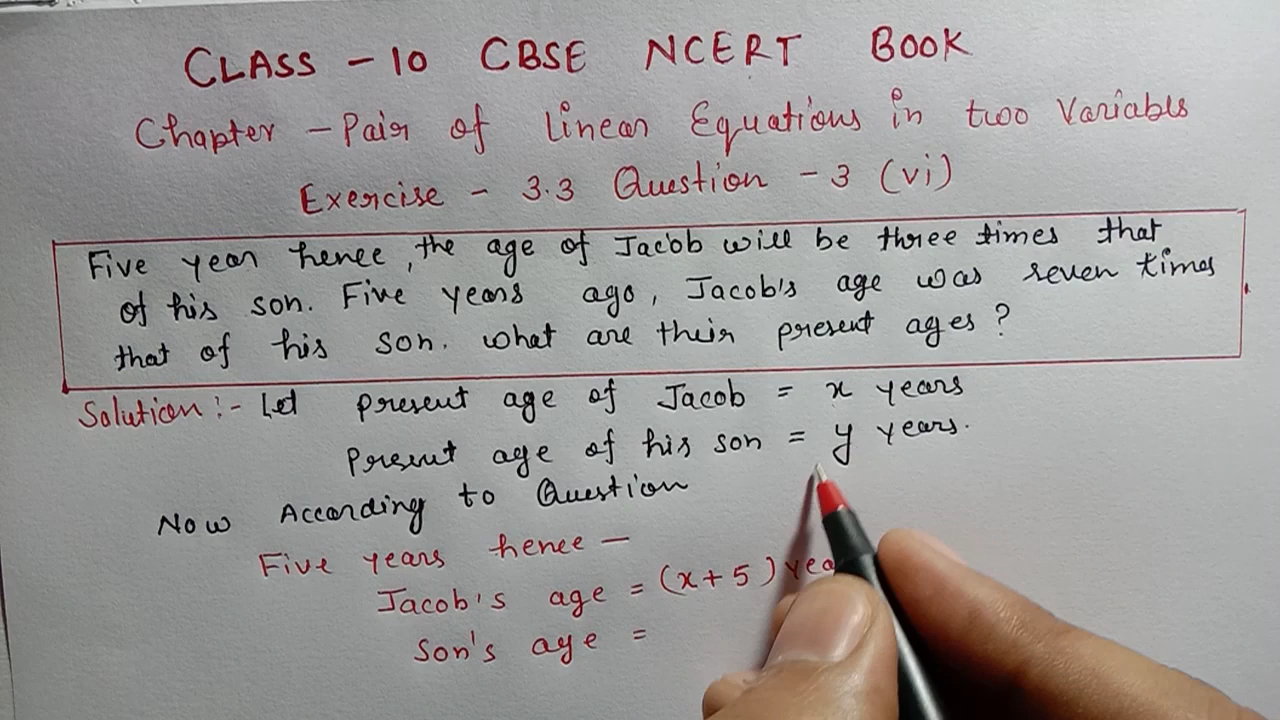 CLASS - 10 CBSE NCERT BOOK
Chapter - Pair of linear Equations in two Variables
Exercise - 3.3 Question - 3 (vi)
Five year hence, the age of Jacob will be three times that
of his son. Five years ago, Jacob's age was seven times
that of his son. what are their present ages?
Solution:- Let present age of Jacob = x years
Present age of his son = y years.
Now According to Question
Five years hence —
Jacob's age = (x+5) yea
Son's age =